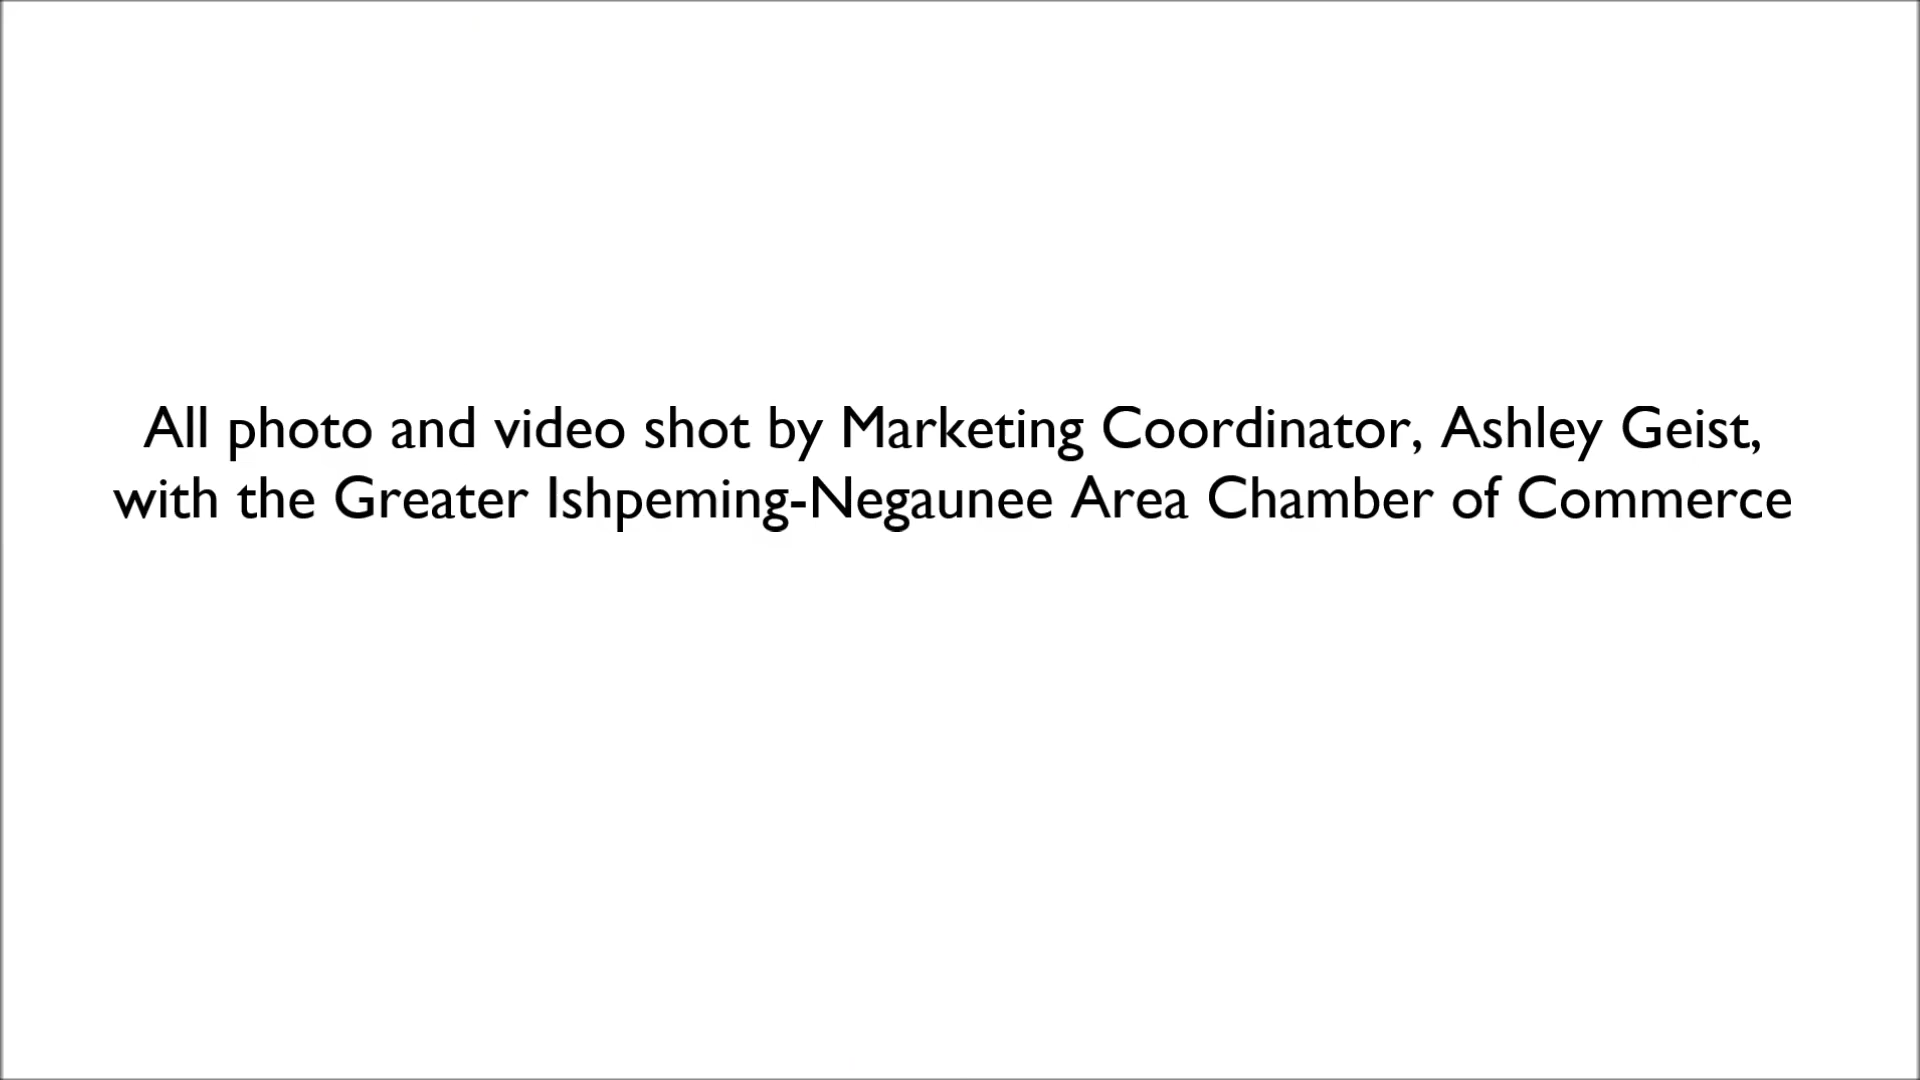 All photo and video shot by Marketing Coordinator, Ashley Geist,
with the Greater Ishpeming-Negaunee Area Chamber of Commerce